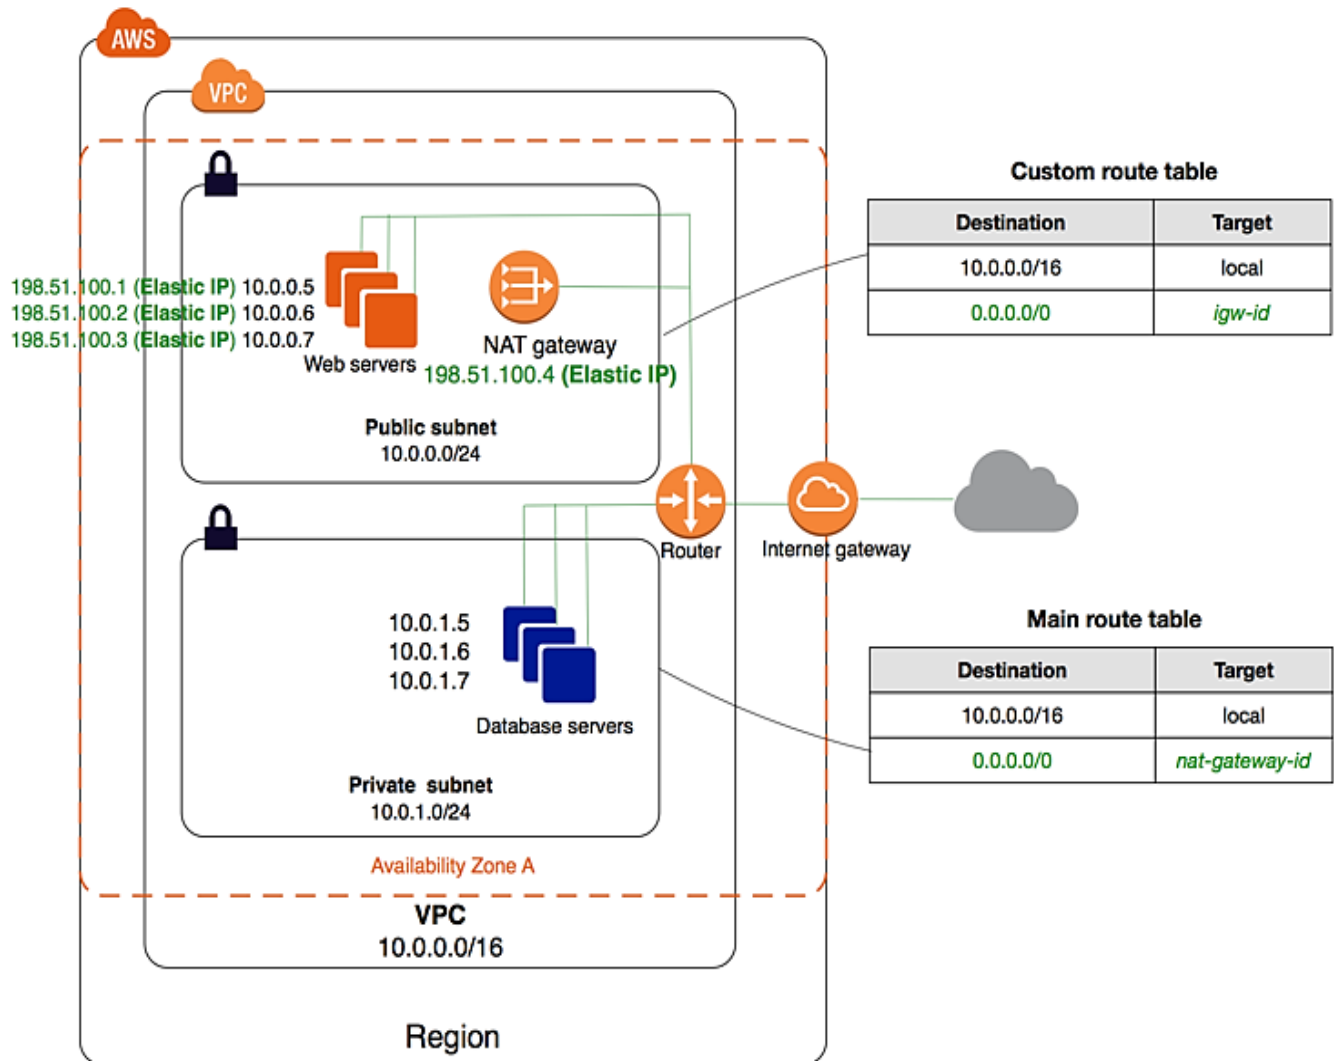 AWS
VPC
198.51.100.1 (Elastic IP) 10.0.0.5
198.51.100.2 (Elastic IP) 10.0.0.6
198.51.100.3 (Elastic IP) 10.0.0.7
Web servers
NAT gateway
198.51.100.4 (Elastic IP)
Public subnet
10.0.0.0/24
Custom route table
Destination Target
10.0.0.0/16 local
0.0.0.0/0 igw-id
Router
Internet gateway
10.0.1.5
10.0.1.6
10.0.1.7
Database servers
Private subnet
10.0.1.0/24
Main route table
Destination Target
10.0.0.0/16 local
0.0.0.0/0 nat-gateway-id
Availability Zone A
VPC
10.0.0.0/16
Region